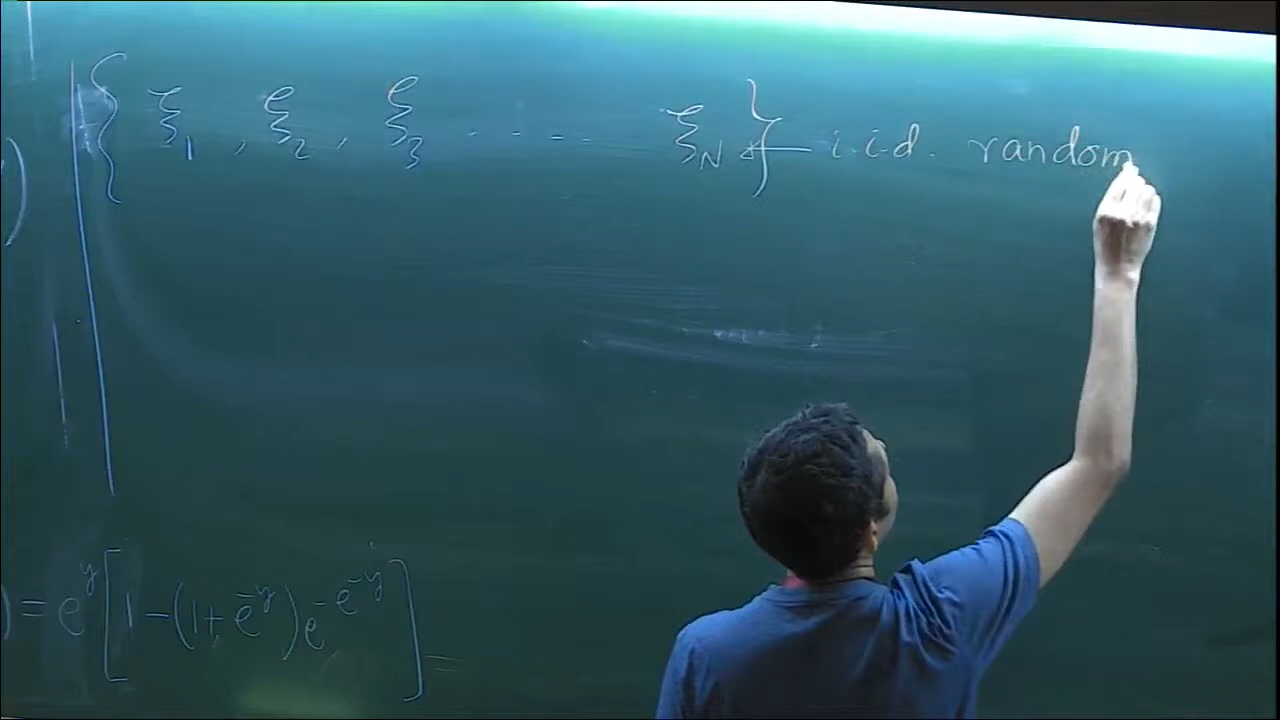 { ξ₁ , ξ₂ , ξ₃ ..... ξ_N } ← i.i.d. random
) = e^y [ 1 - (1 + e^{-y}) e^{-e^{-y}} ] =